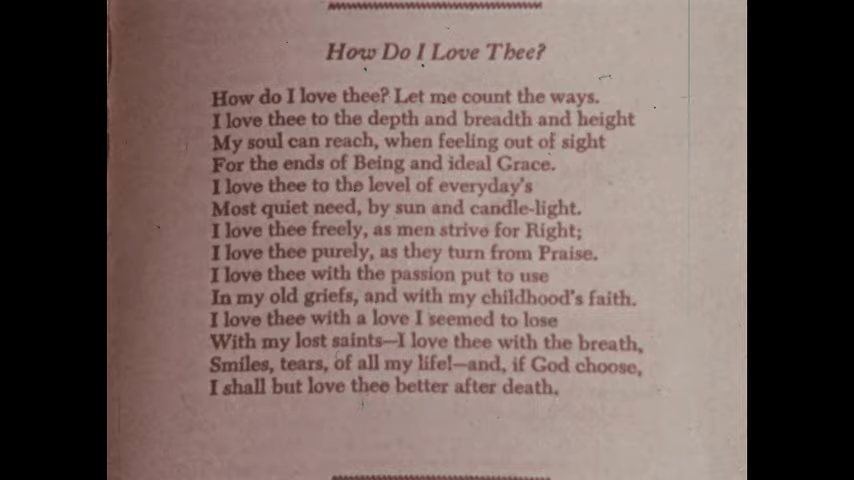 How Do I Love Thee?
How do I love thee? Let me count the ways.
I love thee to the depth and breadth and height
My soul can reach, when feeling out of sight
For the ends of Being and ideal Grace.
I love thee to the level of everyday's
Most quiet need, by sun and candle-light.
I love thee freely, as men strive for Right;
I love thee purely, as they turn from Praise.
I love thee with the passion put to use
In my old griefs, and with my childhood's faith.
I love thee with a love I seemed to lose
With my lost saints—I love thee with the breath,
Smiles, tears, of all my life!—and, if God choose,
I shall but love thee better after death.